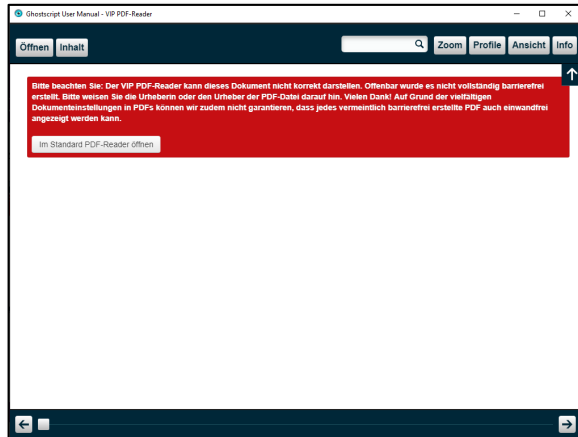 Ghostscript User Manual - VIP PDF-Reader
Öffnen Inhalt Zoom Profile Ansicht Info
Bitte beachten Sie: Der VIP PDF-Reader kann dieses Dokument nicht korrekt darstellen. Offenbar wurde es nicht vollständig barrierefrei
erstellt. Bitte weisen Sie die Urheberin oder den Urheber der PDF-Datei darauf hin. Vielen Dank! Auf Grund der vielfältigen
Dokumenteinstellungen in PDFs können wir zudem nicht garantieren, dass jedes vermeintlich barrierefrei erstellte PDF auch einwandfrei
angezeigt werden kann.
Im Standard PDF-Reader öffnen